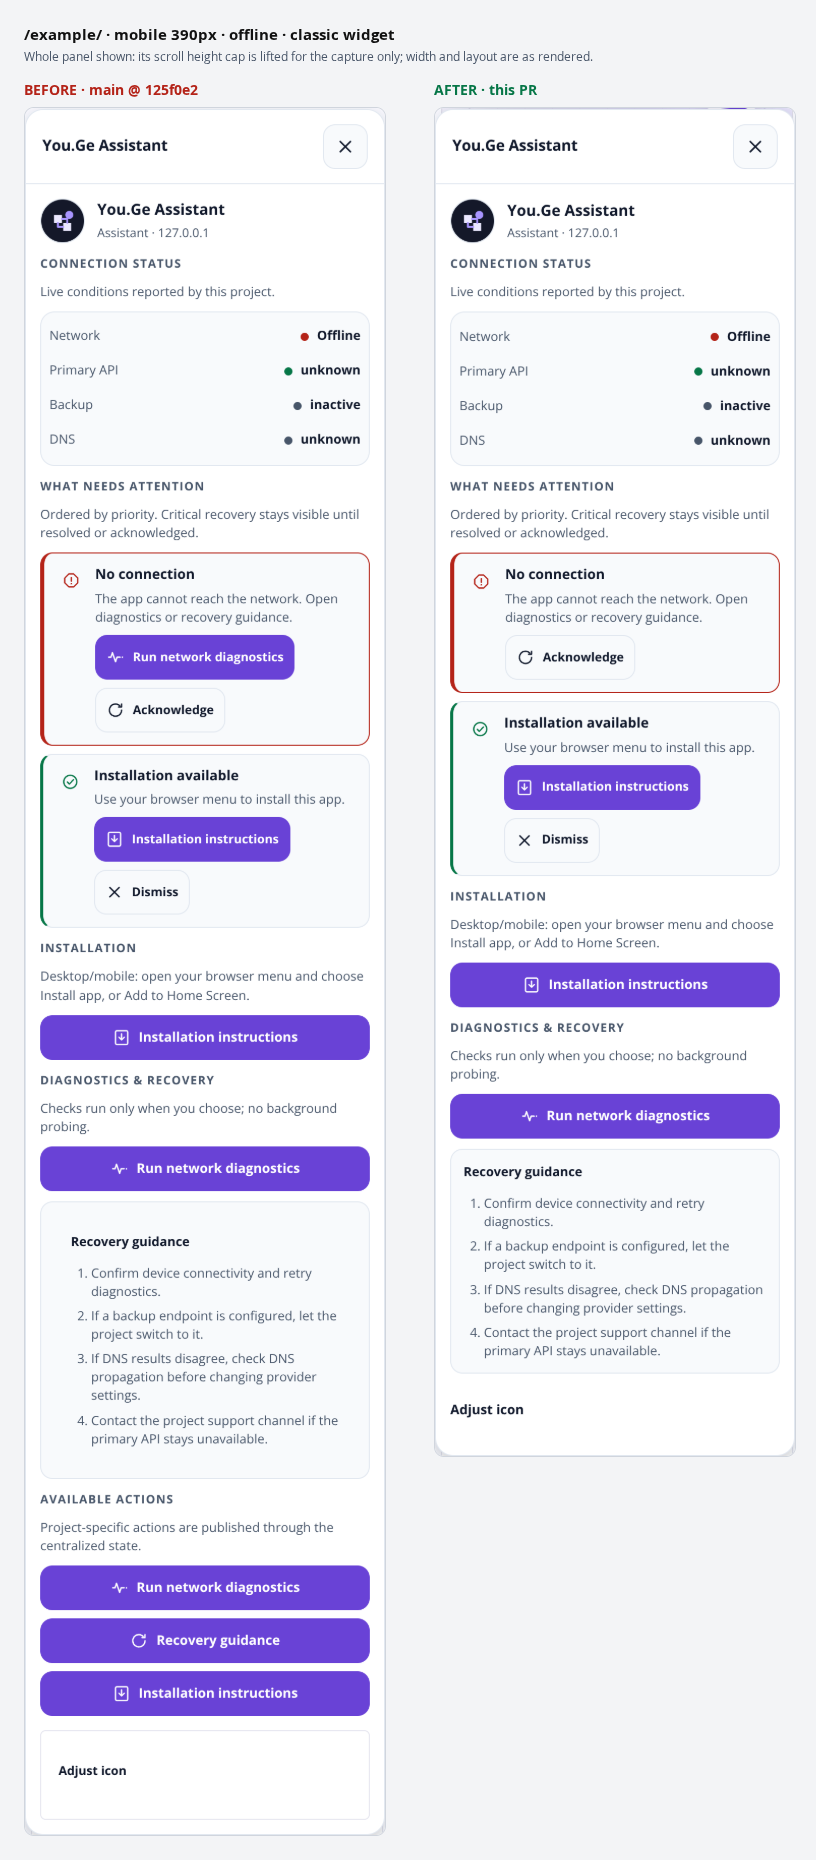 /example/ · mobile 390px · offline · classic widget
Whole panel shown: its scroll height cap is lifted for the capture only; width and layout are as rendered.
BEFORE · main @ 125f0e2
You.Ge Assistant
You.Ge Assistant
Assistant · 127.0.0.1
CONNECTION STATUS
Live conditions reported by this project.
Network Offline
Primary API unknown
Backup inactive
DNS unknown
WHAT NEEDS ATTENTION
Ordered by priority. Critical recovery stays visible until
resolved or acknowledged.
No connection
The app cannot reach the network. Open
diagnostics or recovery guidance.
Run network diagnostics
Acknowledge
Installation available
Use your browser menu to install this app.
Installation instructions
Dismiss
INSTALLATION
Desktop/mobile: open your browser menu and choose
Install app, or Add to Home Screen.
Installation instructions
DIAGNOSTICS & RECOVERY
Checks run only when you choose; no background
probing.
Run network diagnostics
Recovery guidance
1. Confirm device connectivity and retry
diagnostics.
2. If a backup endpoint is configured, let the
project switch to it.
3. If DNS results disagree, check DNS
propagation before changing provider
settings.
4. Contact the project support channel if the
primary API stays unavailable.
AVAILABLE ACTIONS
Project-specific actions are published through the
centralized state.
Run network diagnostics
Recovery guidance
Installation instructions
Adjust icon
AFTER · this PR
You.Ge Assistant
You.Ge Assistant
Assistant · 127.0.0.1
CONNECTION STATUS
Live conditions reported by this project.
Network Offline
Primary API unknown
Backup inactive
DNS unknown
WHAT NEEDS ATTENTION
Ordered by priority. Critical recovery stays visible until
resolved or acknowledged.
No connection
The app cannot reach the network. Open
diagnostics or recovery guidance.
Acknowledge
Installation available
Use your browser menu to install this app.
Installation instructions
Dismiss
INSTALLATION
Desktop/mobile: open your browser menu and choose
Install app, or Add to Home Screen.
Installation instructions
DIAGNOSTICS & RECOVERY
Checks run only when you choose; no background
probing.
Run network diagnostics
Recovery guidance
1. Confirm device connectivity and retry
diagnostics.
2. If a backup endpoint is configured, let the
project switch to it.
3. If DNS results disagree, check DNS propagation
before changing provider settings.
4. Contact the project support channel if the
primary API stays unavailable.
Adjust icon